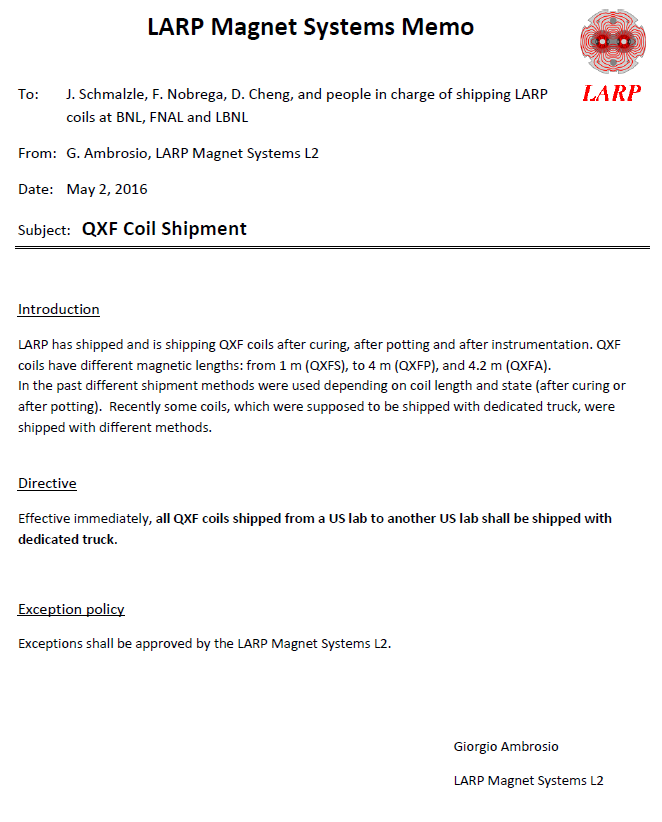 LARP Magnet Systems Memo
LARP
To: J. Schmalzle, F. Nobrega, D. Cheng, and people in charge of shipping LARP
coils at BNL, FNAL and LBNL
From: G. Ambrosio, LARP Magnet Systems L2
Date: May 2, 2016
Subject: QXF Coil Shipment
Introduction
LARP has shipped and is shipping QXF coils after curing, after potting and after instrumentation. QXF
coils have different magnetic lengths: from 1 m (QXFS), to 4 m (QXFP), and 4.2 m (QXFA).
In the past different shipment methods were used depending on coil length and state (after curing or
after potting). Recently some coils, which were supposed to be shipped with dedicated truck, were
shipped with different methods.
Directive
Effective immediately, all QXF coils shipped from a US lab to another US lab shall be shipped with
dedicated truck.
Exception policy
Exceptions shall be approved by the LARP Magnet Systems L2.
Giorgio Ambrosio
LARP Magnet Systems L2